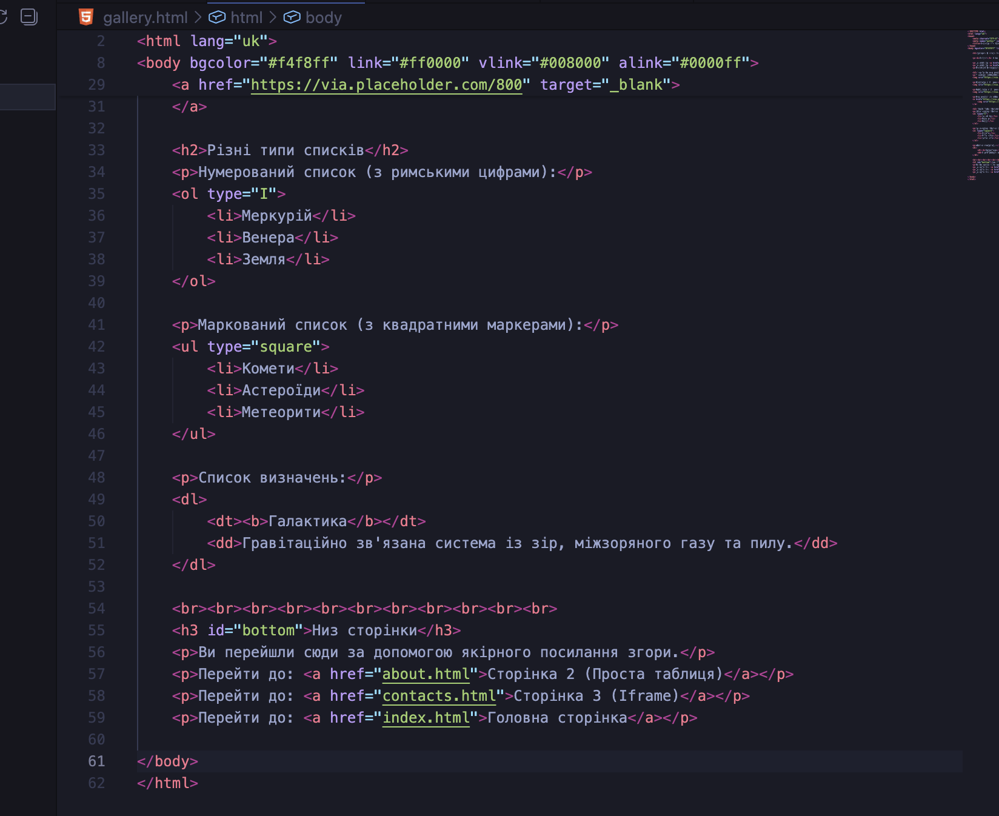 gallery.html > html > body
2 <html lang="uk">
8 <body bgcolor="#f4f8ff" link="#ff0000" vlink="#008000" alink="#0000ff">
29 <a href="https://via.placeholder.com/800" target="_blank">
31 </a>
32
33 <h2>Різні типи списків</h2>
34 <p>Нумерований список (з римськими цифрами):</p>
35 <ol type="I">
36 <li>Меркурій</li>
37 <li>Венера</li>
38 <li>Земля</li>
39 </ol>
40
41 <p>Маркований список (з квадратними маркерами):</p>
42 <ul type="square">
43 <li>Комети</li>
44 <li>Астероїди</li>
45 <li>Метеорити</li>
46 </ul>
47
48 <p>Список визначень:</p>
49 <dl>
50 <dt><b>Галактика</b></dt>
51 <dd>Гравітаційно зв'язана система із зір, міжзоряного газу та пилу.</dd>
52 </dl>
53
54 <br><br><br><br><br><br><br><br><br><br><br>
55 <h3 id="bottom">Низ сторінки</h3>
56 <p>Ви перейшли сюди за допомогою якірного посилання згори.</p>
57 <p>Перейти до: <a href="about.html">Сторінка 2 (Проста таблиця)</a></p>
58 <p>Перейти до: <a href="contacts.html">Сторінка 3 (Iframe)</a></p>
59 <p>Перейти до: <a href="index.html">Головна сторінка</a></p>
60
61 </body>
62 </html>